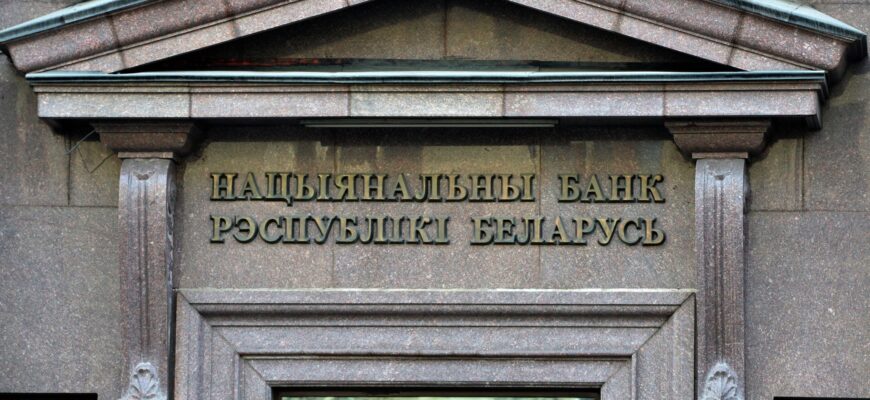 НАЦЫЯНАЛЬНЫ БАНК
РЭСПУБЛІКІ БЕЛАРУСЬ